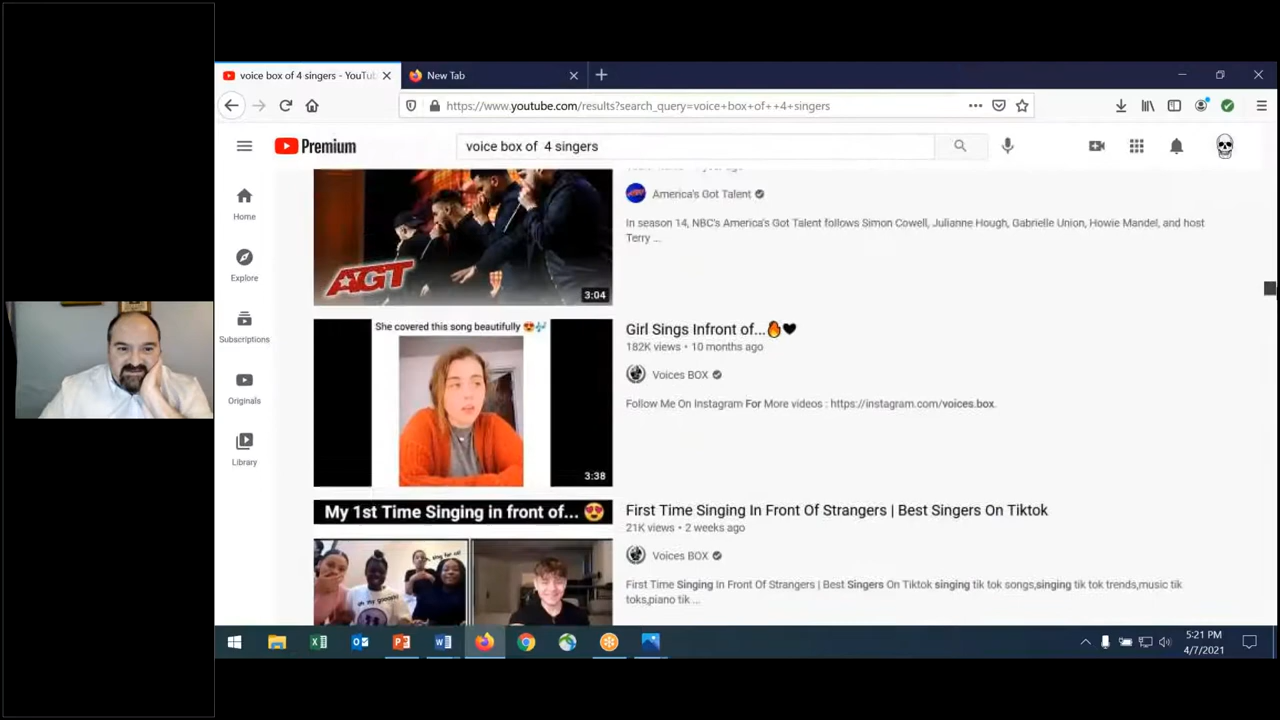 voice box of 4 singers - YouTu
New Tab
https://www.youtube.com/results?search_query=voice+box+of++4+singers
Premium
voice box of  4 singers
Home
Explore
Subscriptions
Originals
Library
AGT
3:04
America's Got Talent
In season 14, NBC's America's Got Talent follows Simon Cowell, Julianne Hough, Gabrielle Union, Howie Mandel, and host
Terry ...
She covered this song beautifully 😍🎶
3:38
Girl Sings Infront of...🔥🖤
182K views • 10 months ago
Voices BOX
Follow Me On Instagram For More videos : https://instagram.com/voices.box.
My 1st Time Singing in front of... 😍
First Time Singing In Front Of Strangers | Best Singers On Tiktok
21K views • 2 weeks ago
Voices BOX
First Time Singing In Front Of Strangers | Best Singers On Tiktok singing tik tok songs,singing tik tok trends,music tik
toks,piano tik ...
5:21 PM
4/7/2021